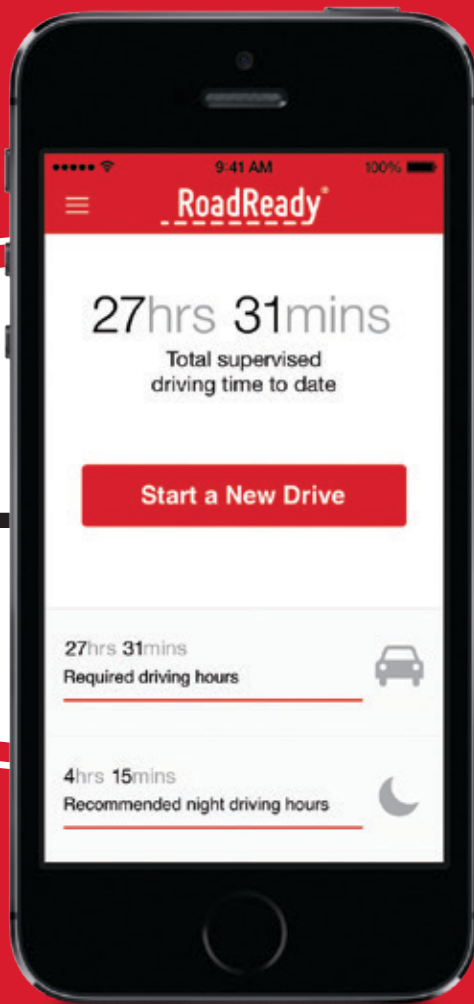 9:41 AM 100%
RoadReady®
27hrs 31mins
Total supervised
driving time to date
Start a New Drive
27hrs 31mins
Required driving hours
4hrs 15mins
Recommended night driving hours